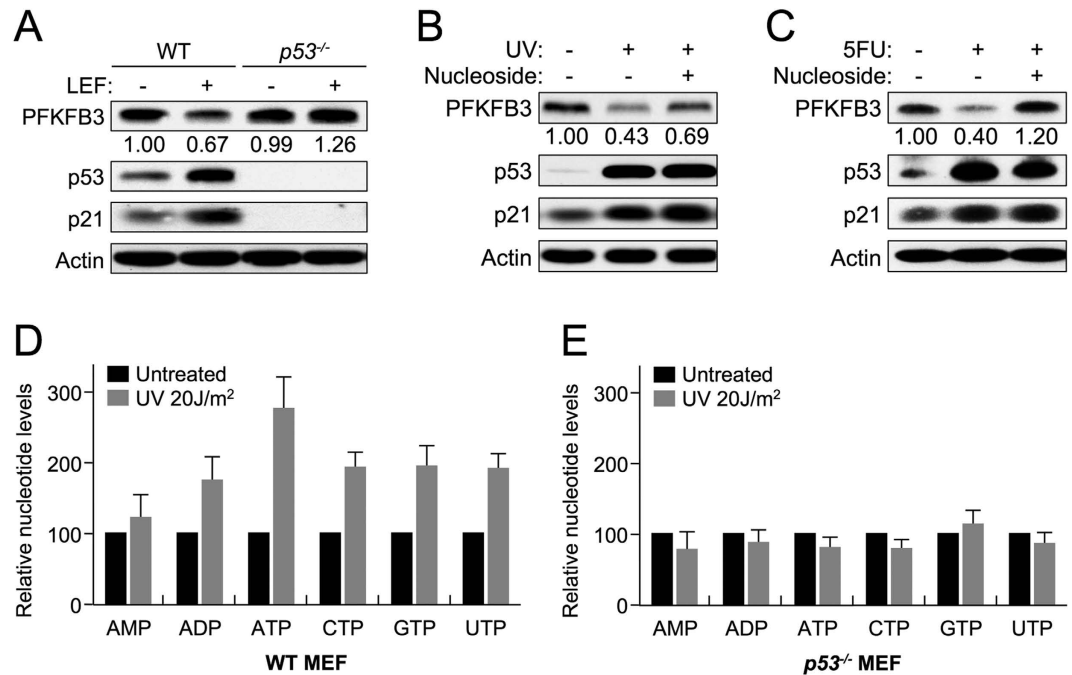 A
WT p53-/-
LEF: - + - +
PFKFB3
1.00 0.67 0.99 1.26
p53
p21
Actin
B
UV: - + +
Nucleoside: - - +
PFKFB3
1.00 0.43 0.69
p53
p21
Actin
C
5FU: - + +
Nucleoside: - - +
PFKFB3
1.00 0.40 1.20
p53
p21
Actin
D
Relative nucleotide levels
Untreated
UV 20J/m²
300
200
100
0
AMP ADP ATP CTP GTP UTP
WT MEF
E
Relative nucleotide levels
Untreated
UV 20J/m²
300
200
100
0
AMP ADP ATP CTP GTP UTP
p53-/- MEF